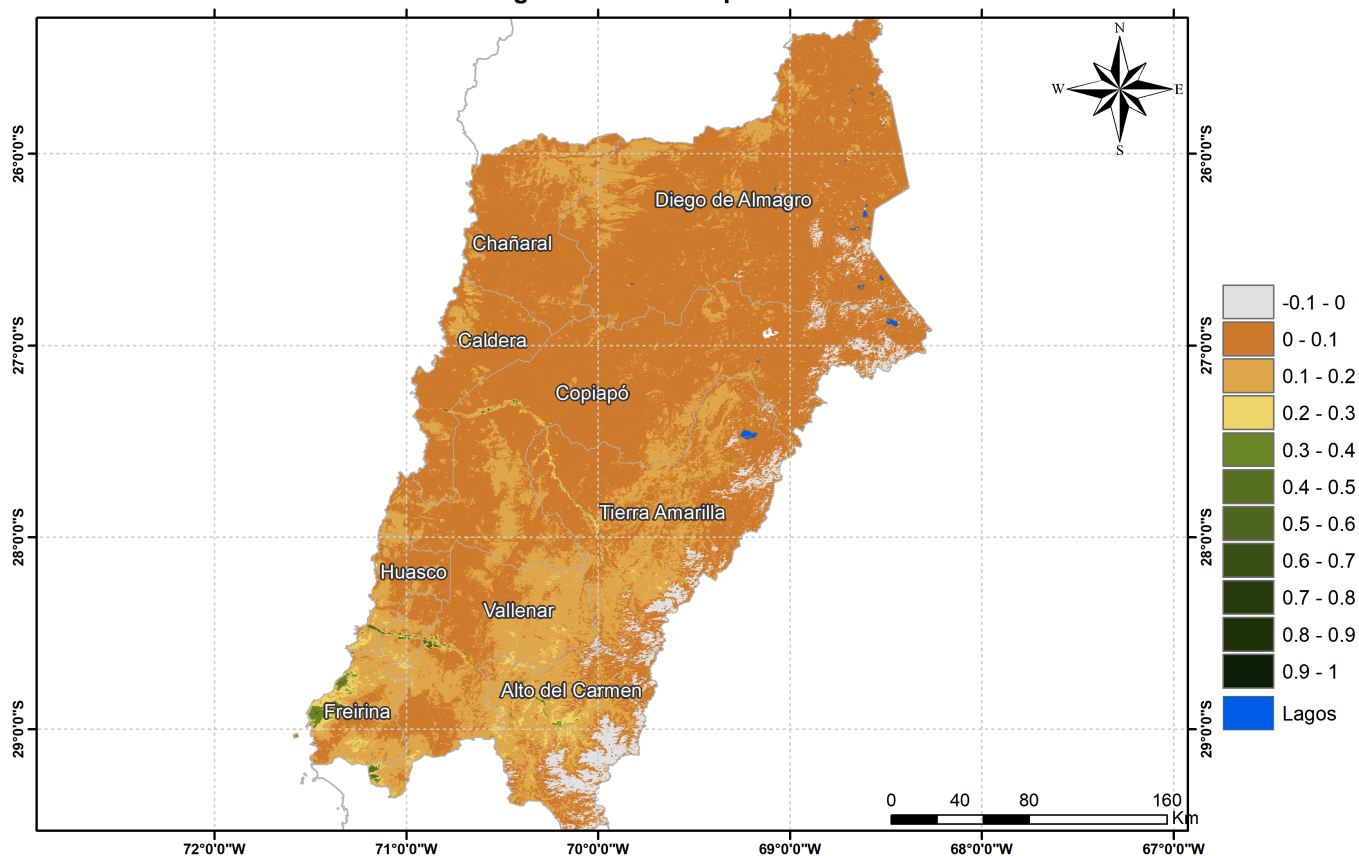 N
W
E
S
26°0'0"S
26°0'0"S
Diego de Almagro
Chañaral
27°0'0"S
27°0'0"S
Caldera
Copiapó
Tierra Amarilla
28°0'0"S
28°0'0"S
Huasco
Vallenar
Alto del Carmen
Freirina
29°0'0"S
29°0'0"S
-0.1 - 0
0 - 0.1
0.1 - 0.2
0.2 - 0.3
0.3 - 0.4
0.4 - 0.5
0.5 - 0.6
0.6 - 0.7
0.7 - 0.8
0.8 - 0.9
0.9 - 1
Lagos
0 40 80 160
Km
72°0'0"W 71°0'0"W 70°0'0"W 69°0'0"W 68°0'0"W 67°0'0"W